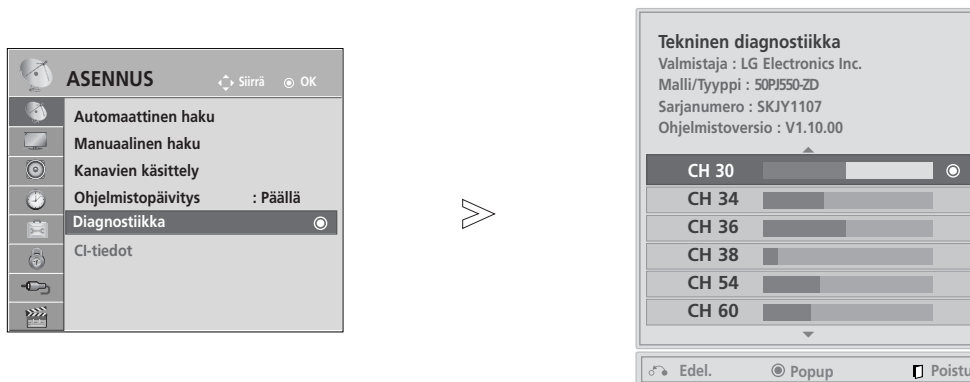 ASENNUS
Siirrä
OK
Automaattinen haku
Manuaalinen haku
Kanavien käsittely
Ohjelmistopäivitys : Päällä
Diagnostiikka
CI-tiedot
Tekninen diagnostiikka
Valmistaja : LG Electronics Inc.
Malli/Tyyppi : 50PJ550-ZD
Sarjanumero : SKJY1107
Ohjelmistoversio : V1.10.00
CH 30
CH 34
CH 36
CH 38
CH 54
CH 60
Edel.
Popup
Poistu